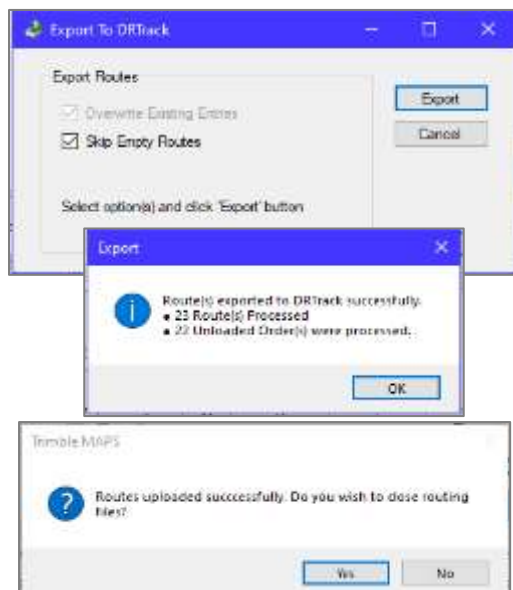 Export To DRTrack
Export Routes
Overwrite Existing Entries
Skip Empty Routes
Export
Cancel
Select option(s) and click 'Export' button
Export
Route(s) exported to DRTrack successfully.
• 23 Route(s) Processed
• 22 Unloaded Order(s) were processed.
OK
Trimble MAPS
Routes uploaded succcessfully. Do you wish to close routing
files?
Yes
No